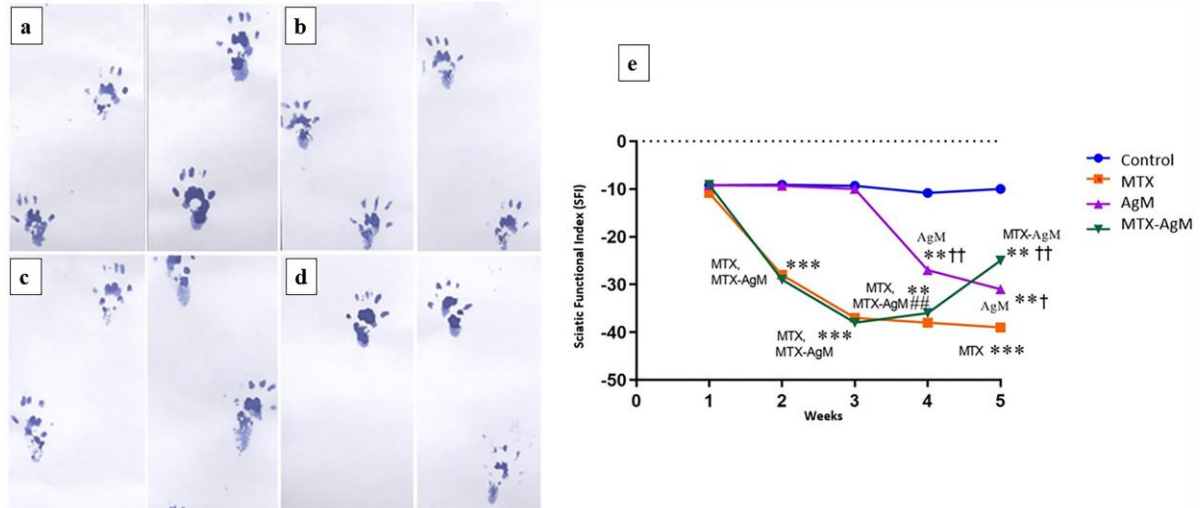 a
b
c
d
e
0
-10
-20
-30
-40
-50
Sciatic Functional Index (SFI)
0 1 2 3 4 5
Weeks
MTX,
MTX-AgM
***
MTX,
MTX-AgM
***
AgM
**††
MTX,
MTX-AgM
**
##
MTX-AgM
** ††
AgM **†
MTX ***
Control
MTX
AgM
MTX-AgM